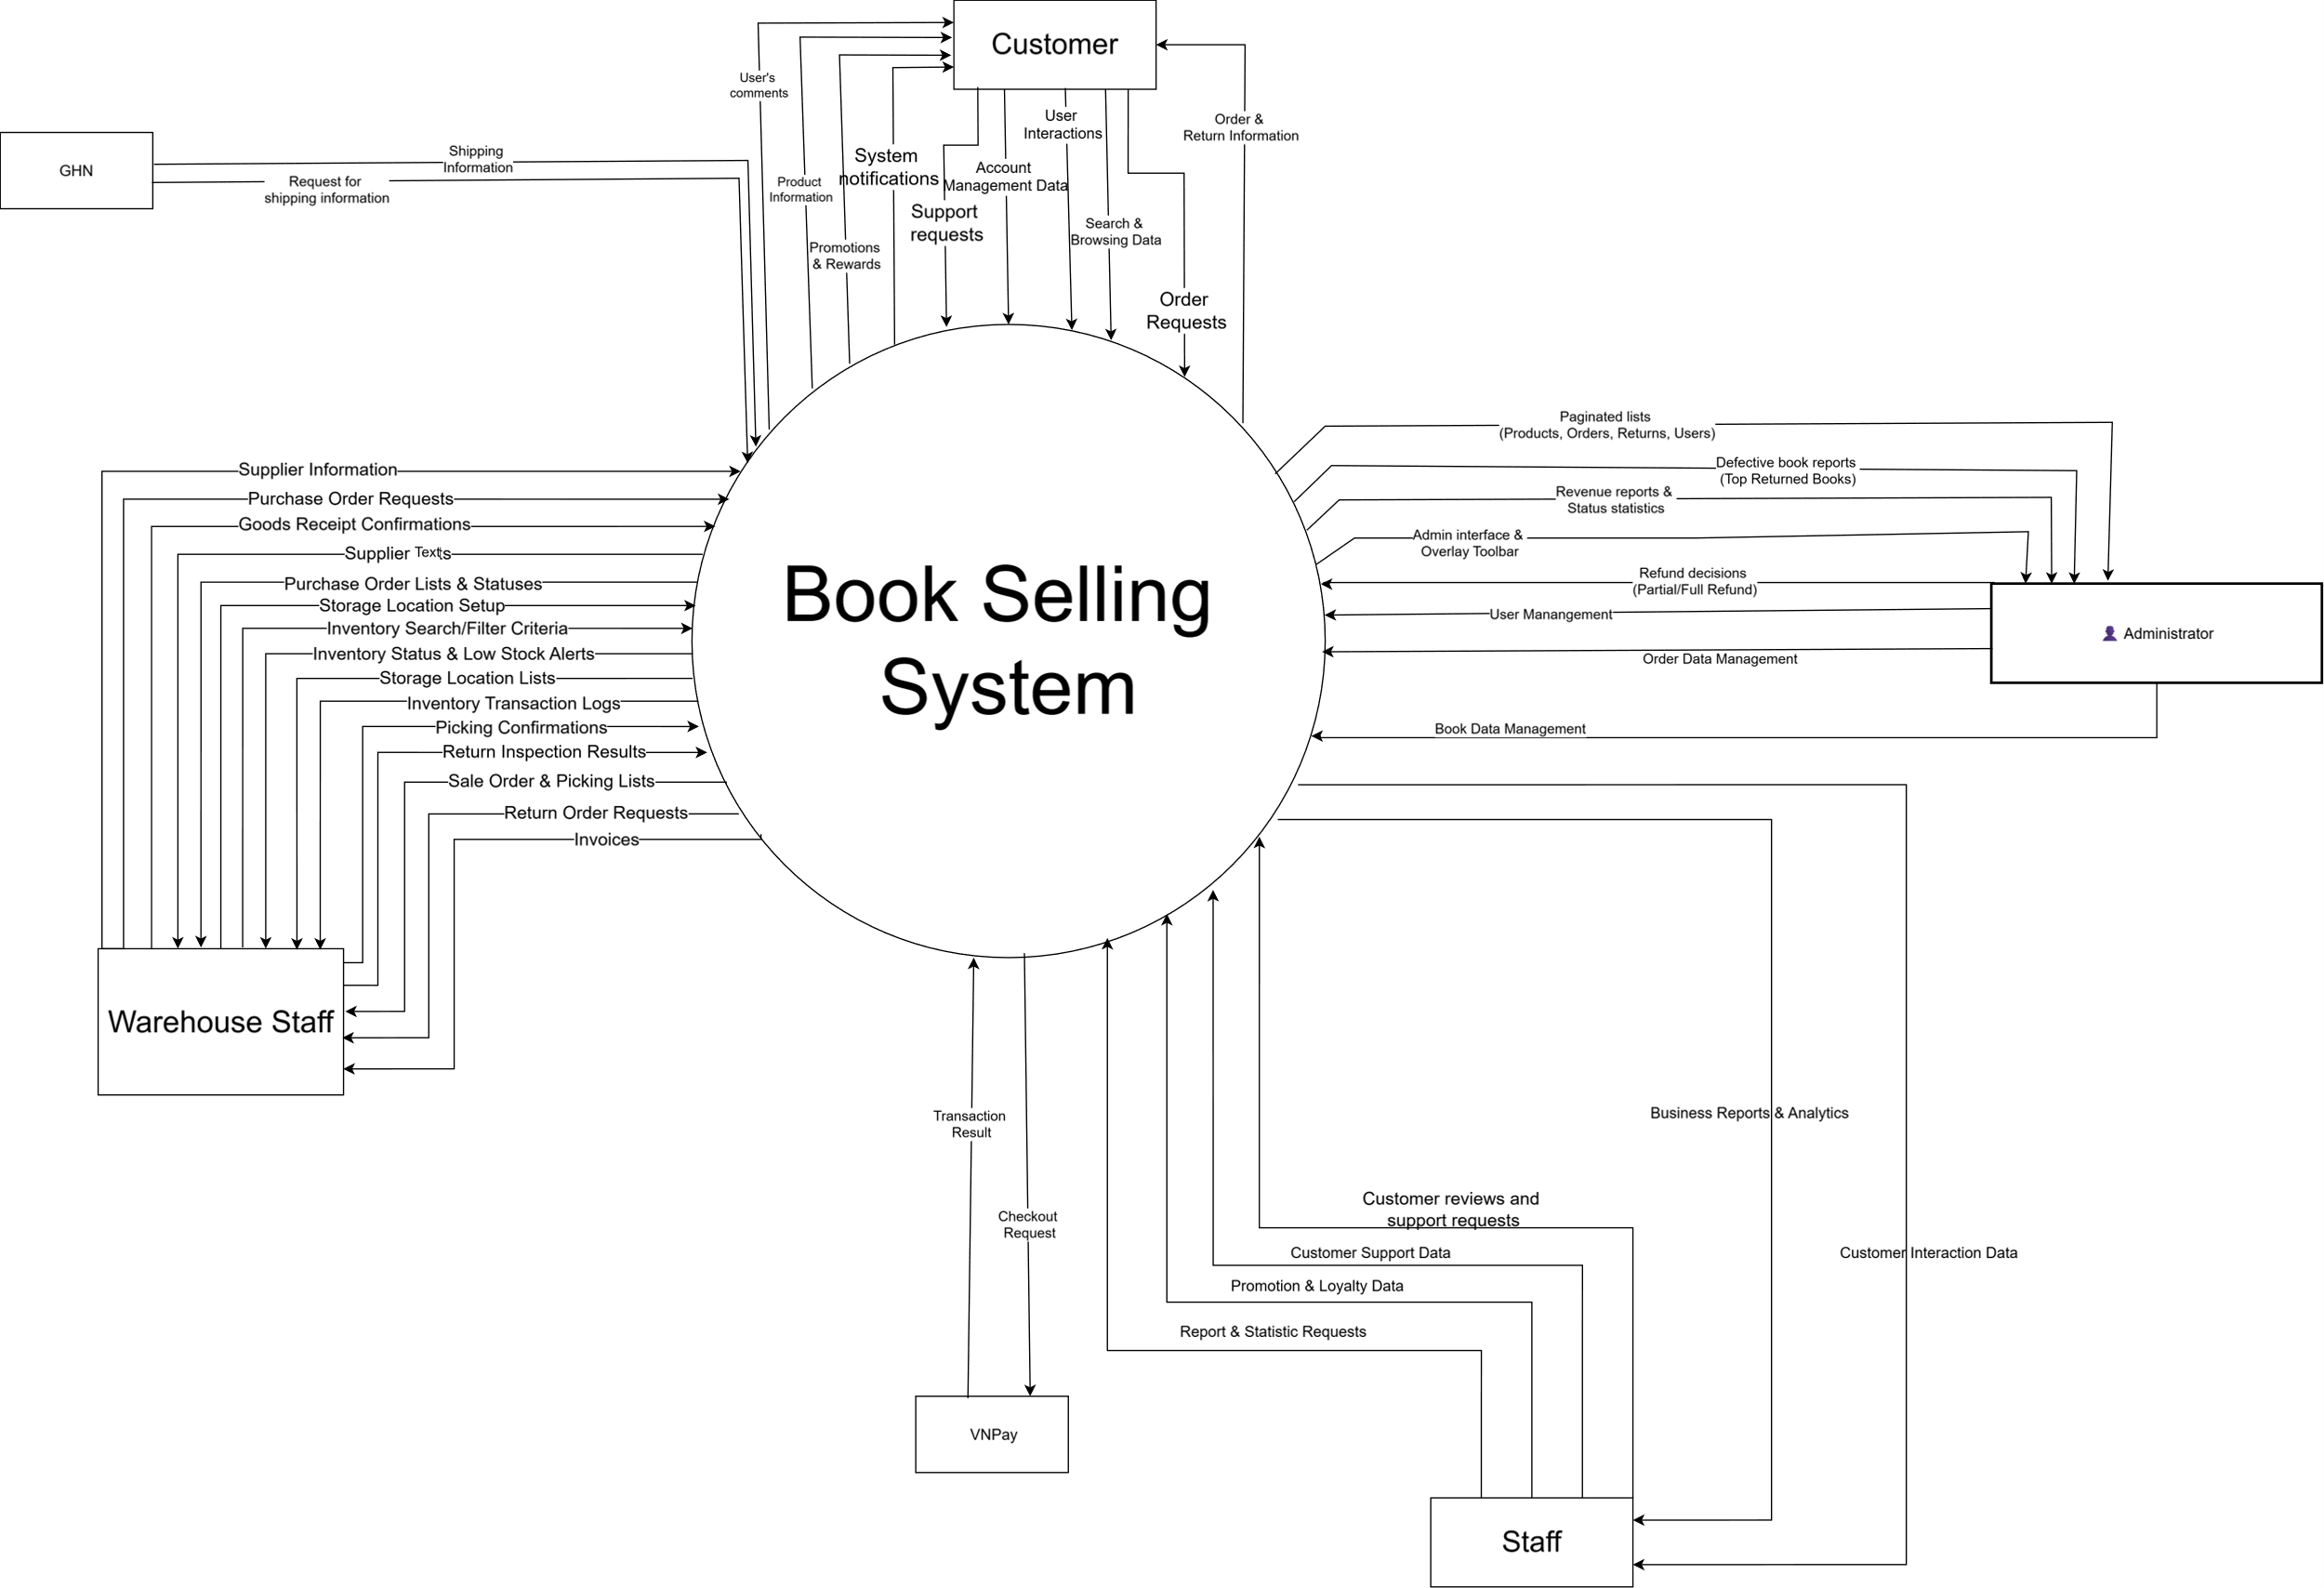 Customer
User's
comments
Order &
Return Information
User
Interactions
GHN
Shipping
Information
Request for
shipping information
System
notifications
Account
Management Data
Product
Information
Support
requests
Search &
Browsing Data
Promotions
& Rewards
Order
Requests
Paginated lists
(Products, Orders, Returns, Users)
Defective book reports
(Top Returned Books)
Revenue reports &
Status statistics
Admin interface &
Overlay Toolbar
Refund decisions
(Partial/Full Refund)
User Manangement
Administrator
Order Data Management
Book Data Management
Supplier Information
Purchase Order Requests
Goods Receipt Confirmations
Supplier
Text
Purchase Order Lists & Statuses
Storage Location Setup
Inventory Search/Filter Criteria
Inventory Status & Low Stock Alerts
Storage Location Lists
Inventory Transaction Logs
Picking Confirmations
Return Inspection Results
Sale Order & Picking Lists
Return Order Requests
Invoices
Book Selling
System
Warehouse Staff
Transaction
Result
Checkout
Request
Business Reports & Analytics
Customer reviews and
support requests
Customer Support Data
Customer Interaction Data
Promotion & Loyalty Data
Report & Statistic Requests
VNPay
Staff